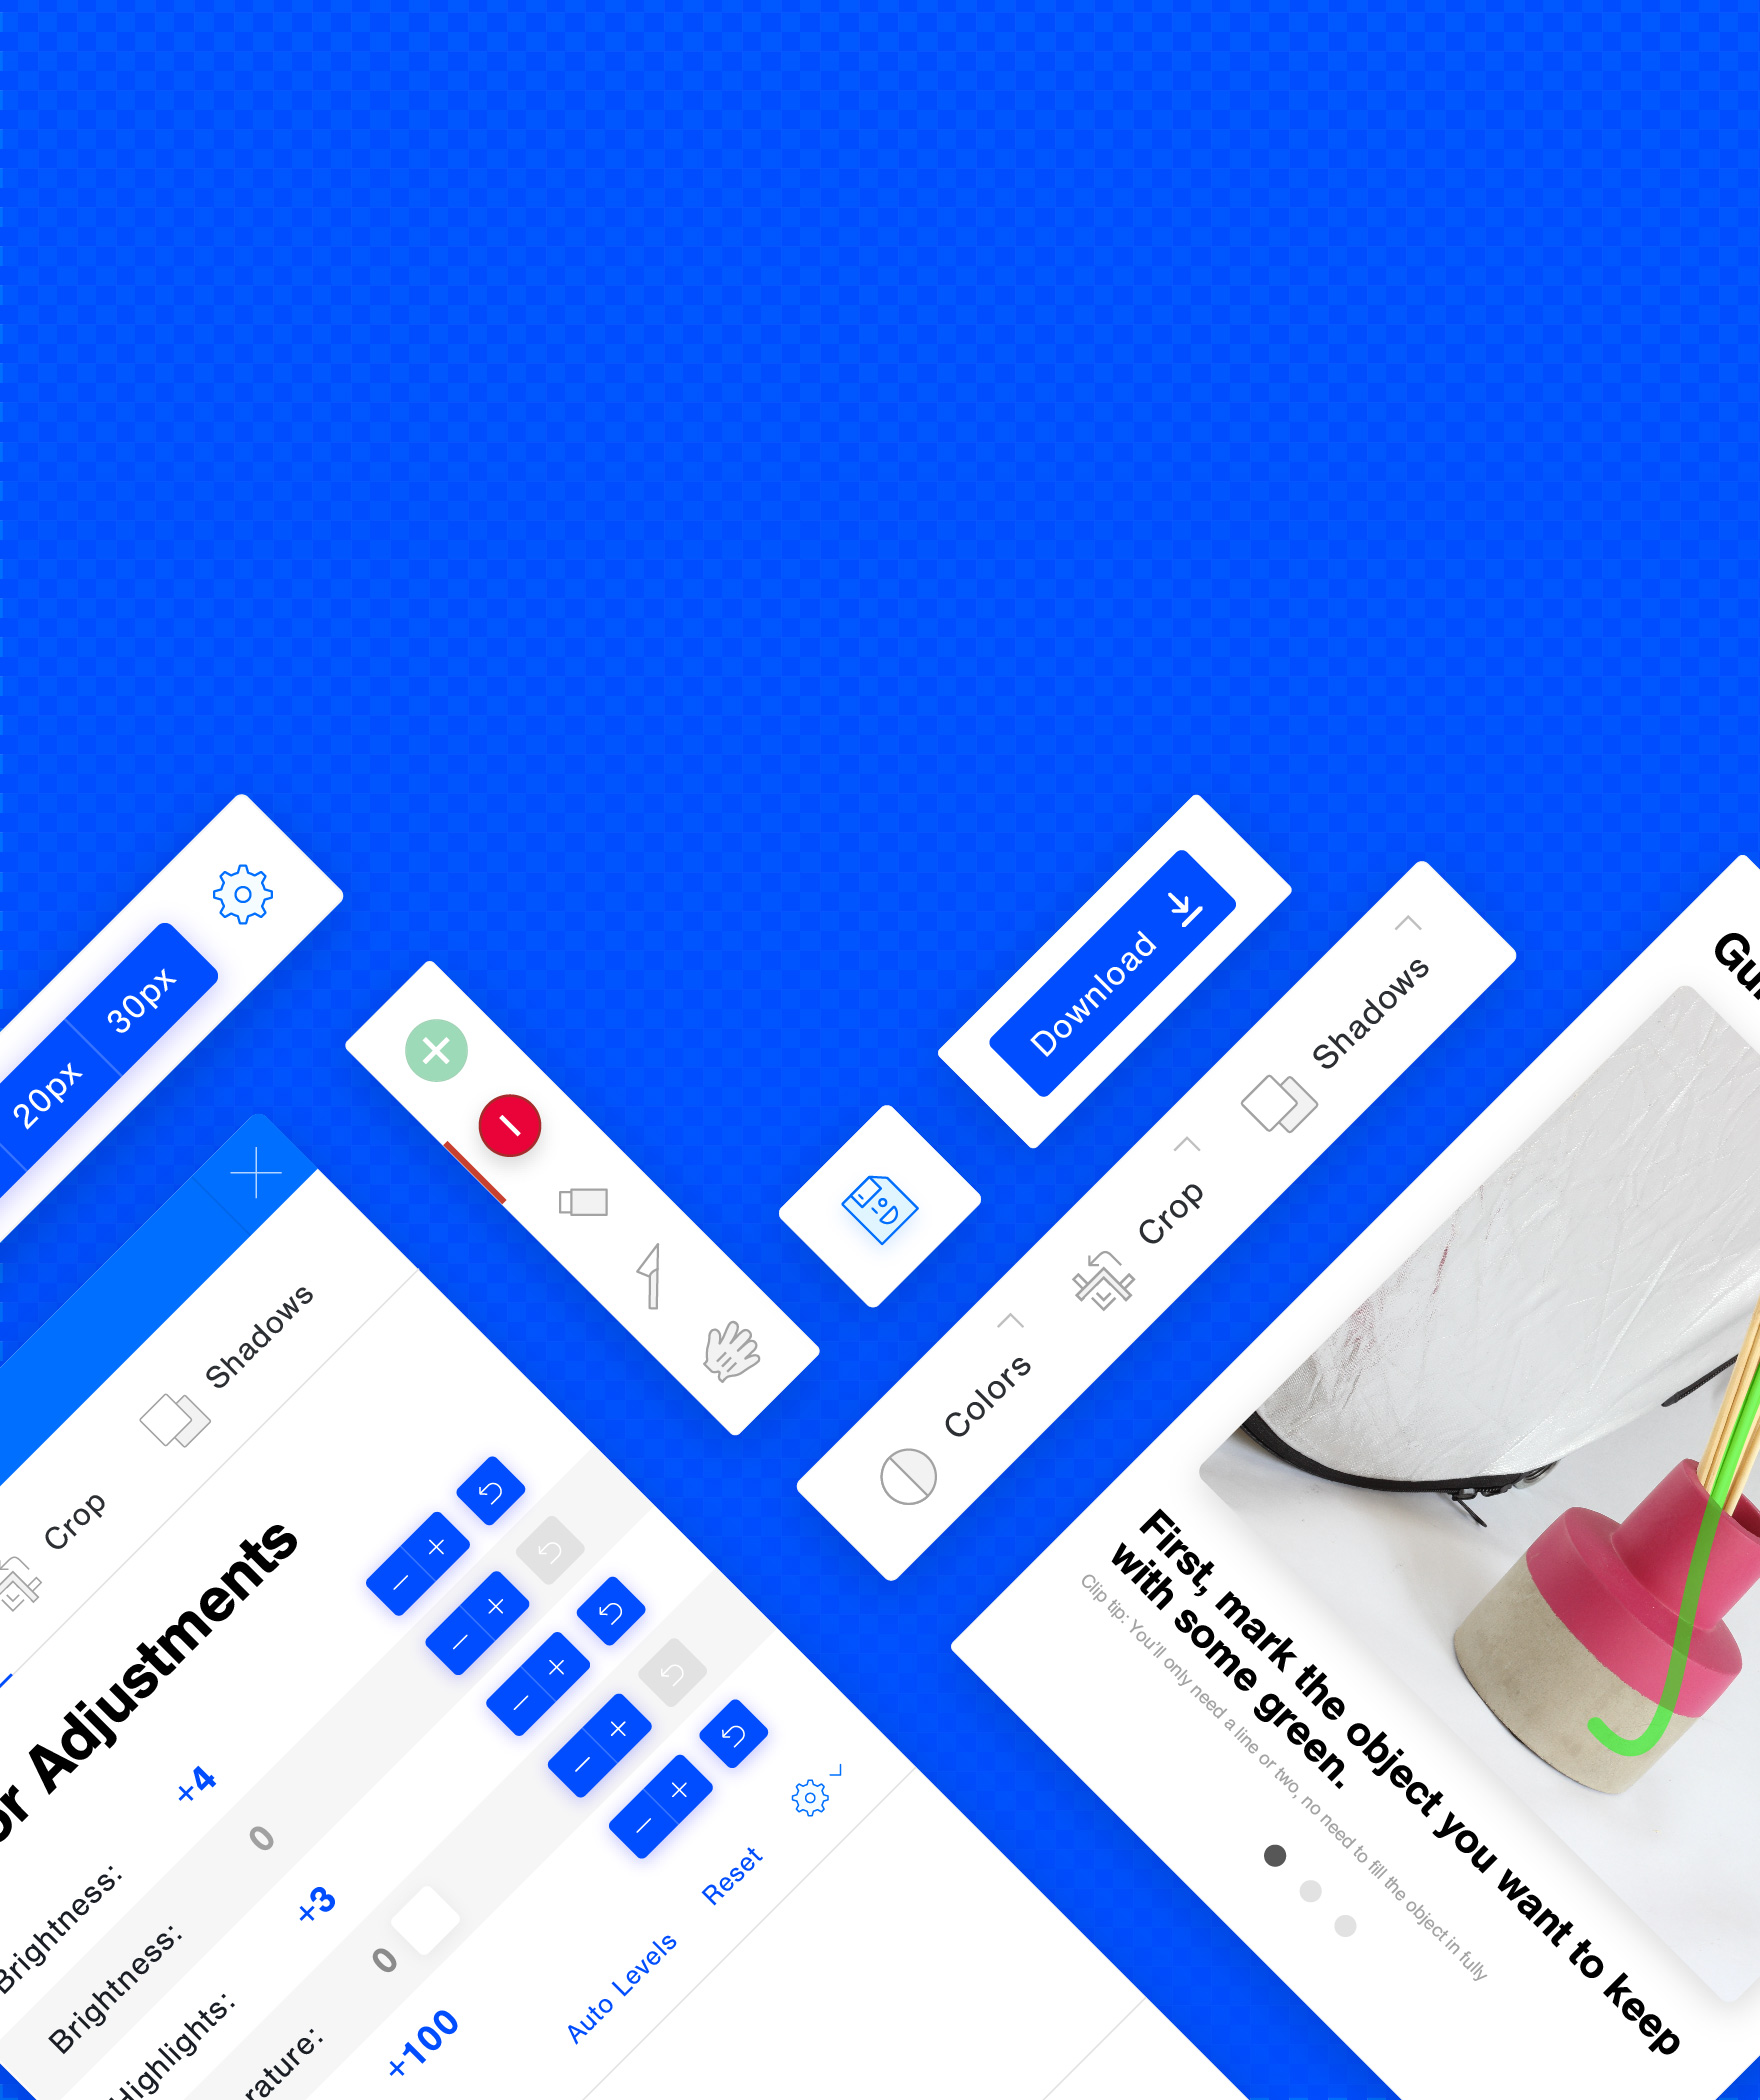 30px
20px
Download
Shadows
Crop
Colors
Shadows
Crop
Adjustments
Brightness:
+4
Brightness:
0
Highlights:
+3
0
+100
Auto Levels
Reset
First, mark the object you want to keep
with some green.
Clip tip: You'll only need a line or two, no need to fill the object in fully